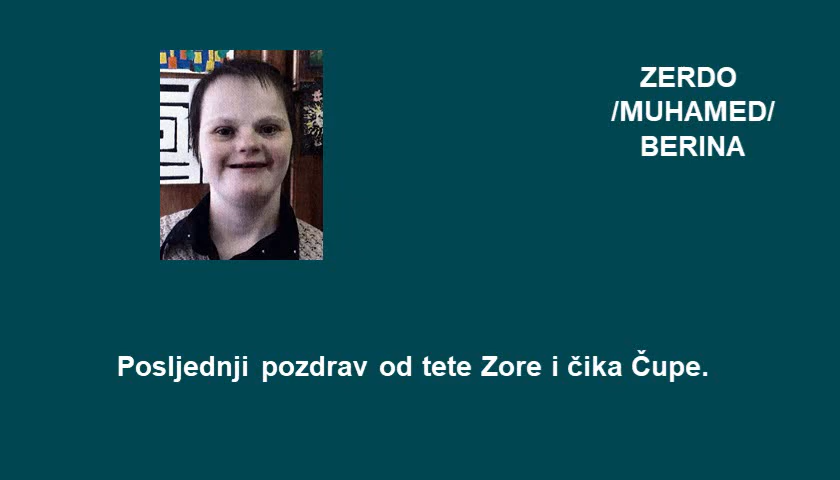 ZERDO
/MUHAMED/
BERINA
Posljednji pozdrav od tete Zore i čika Čupe.